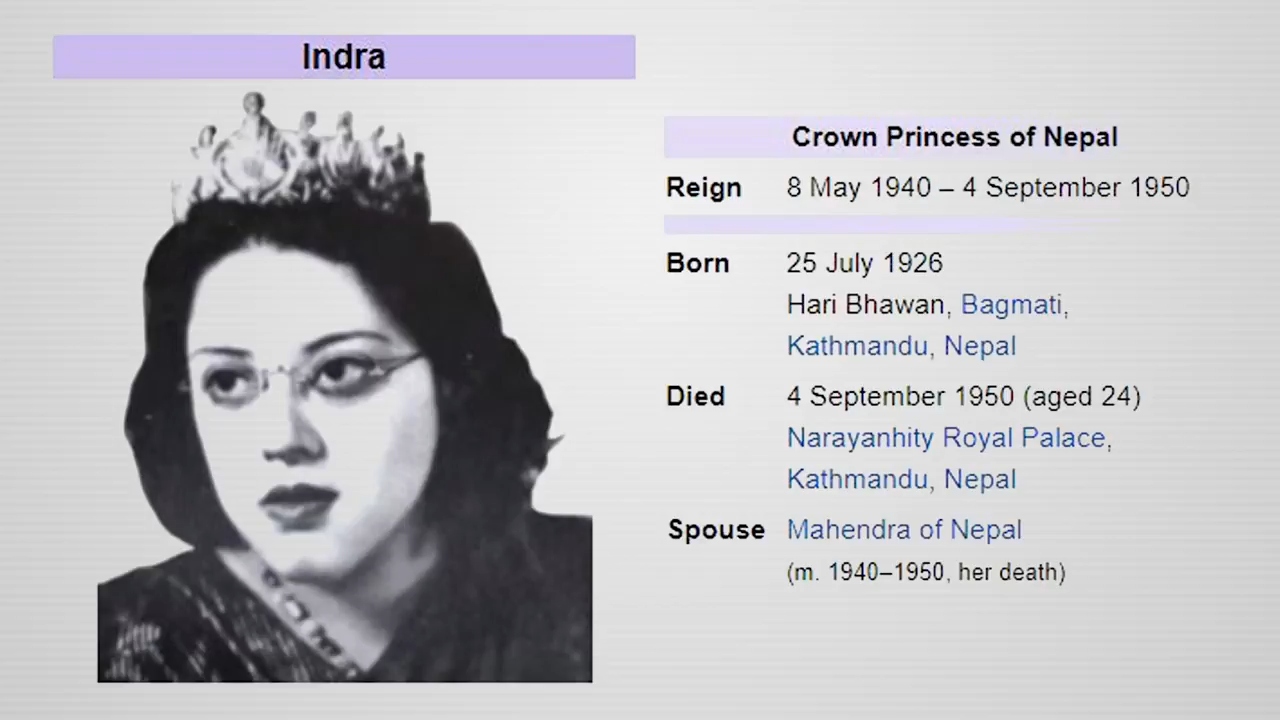 Indra
Crown Princess of Nepal
Reign 8 May 1940 – 4 September 1950
Born 25 July 1926
Hari Bhawan, Bagmati,
Kathmandu, Nepal
Died 4 September 1950 (aged 24)
Narayanhity Royal Palace,
Kathmandu, Nepal
Spouse Mahendra of Nepal
(m. 1940–1950, her death)